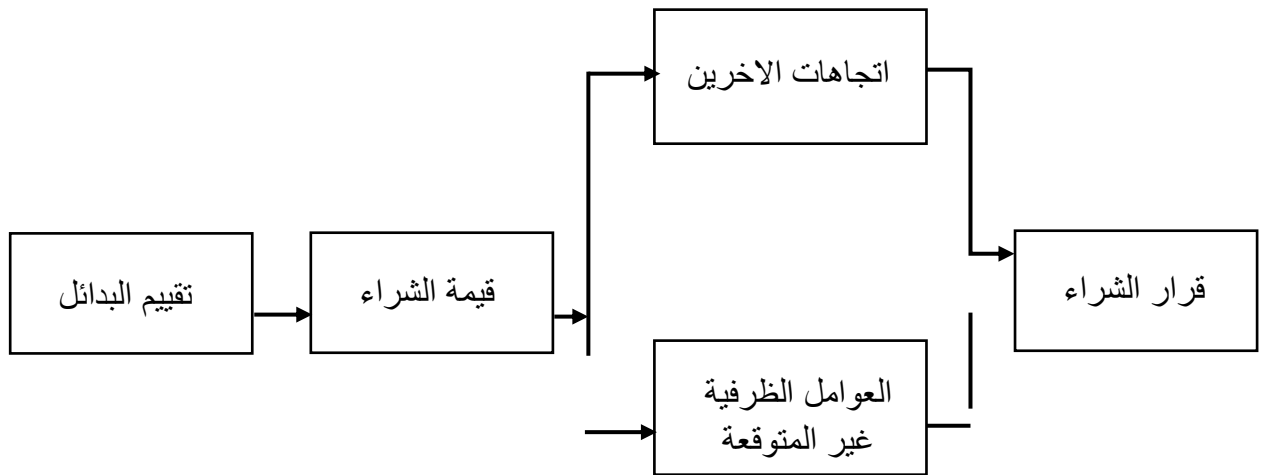 اتجاهات الاخرين
تقييم البدائل
قيمة الشراء
قرار الشراء
العوامل الظرفية
غير المتوقعة